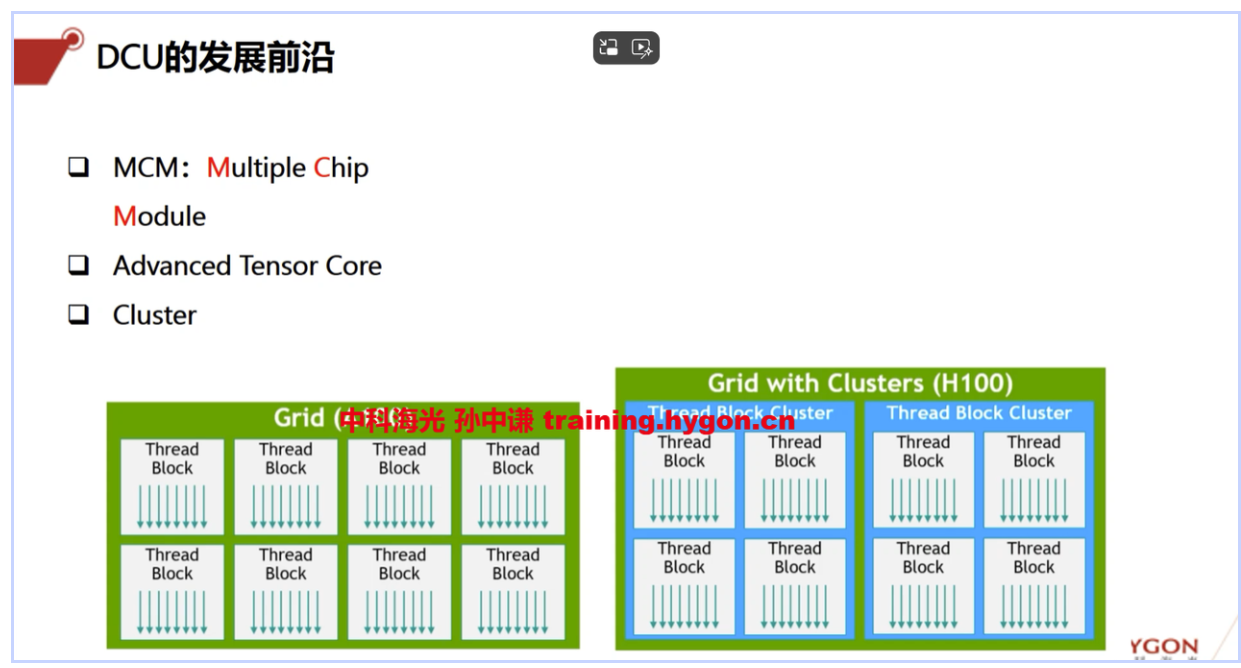 DCU的发展前沿
MCM：Multiple Chip
Module
Advanced Tensor Core
Cluster
Grid (
中科海光 孙中谦 training.hygon.cn
Thread Block
Thread Block
Thread Block
Thread Block
Thread Block
Thread Block
Thread Block
Thread Block
Grid with Clusters (H100)
Thread Block Cluster
Thread Block Cluster
Thread Block
Thread Block
Thread Block
Thread Block
Thread Block
Thread Block
Thread Block
Thread Block
YGON